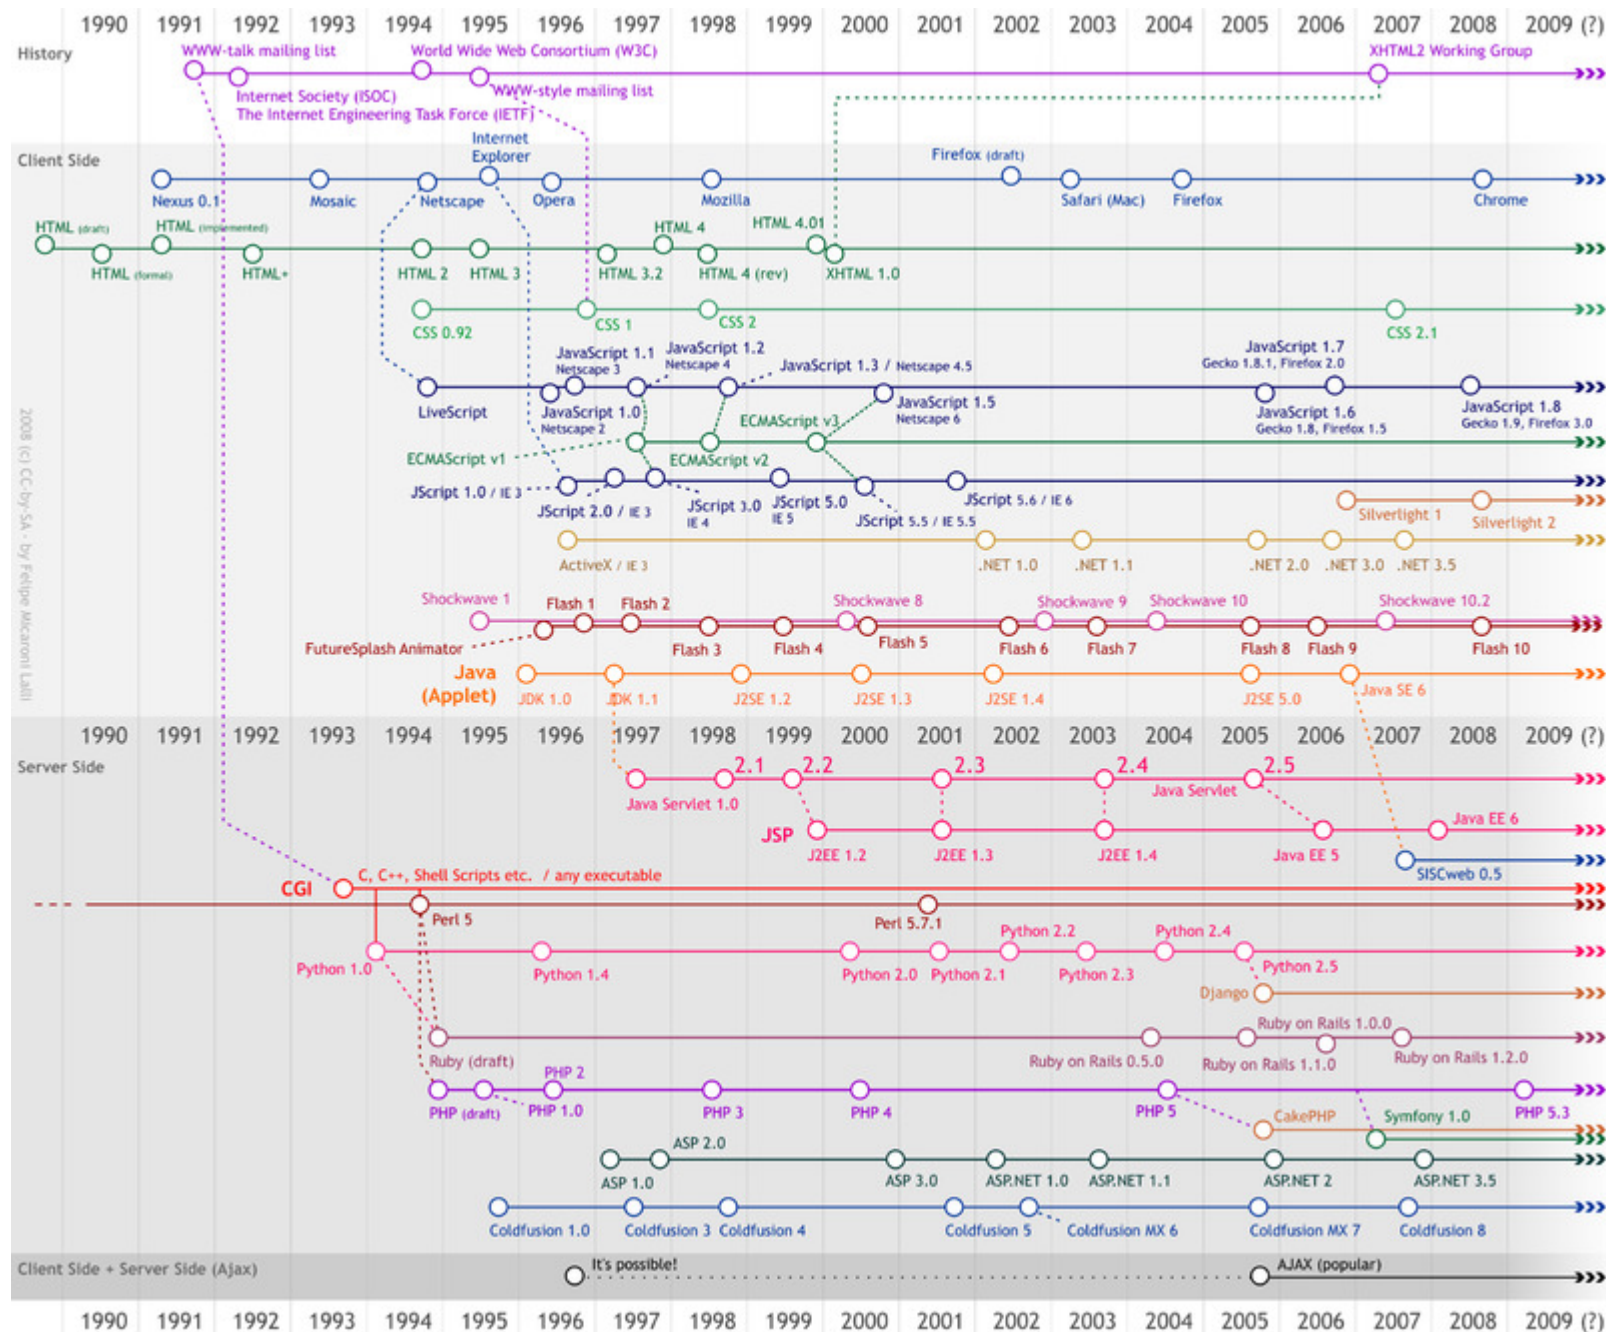 1990 1991 1992 1993 1994 1995 1996 1997 1998 1999 2000 2001 2002 2003 2004 2005 2006 2007 2008 2009 (?)
History
WWW-talk mailing list
World Wide Web Consortium (W3C)
XHTML2 Working Group
Internet Society (ISOC)
WWW-style mailing list
The Internet Engineering Task Force (IETF)
Client Side
Internet
Explorer
Firefox (draft)
Nexus 0.1
Mosaic
Netscape
Opera
Mozilla
Safari (Mac)
Firefox
Chrome
HTML (draft)
HTML (implemented)
HTML 4
HTML 4.01
HTML (formal)
HTML+
HTML 2
HTML 3
HTML 3.2
HTML 4 (rev)
XHTML 1.0
CSS 0.92
CSS 1
CSS 2
CSS 2.1
JavaScript 1.1
Netscape 3
JavaScript 1.2
Netscape 4
JavaScript 1.3 / Netscape 4.5
JavaScript 1.7
Gecko 1.8.1, Firefox 2.0
LiveScript
JavaScript 1.0
Netscape 2
JavaScript 1.5
Netscape 6
JavaScript 1.6
Gecko 1.8, Firefox 1.5
JavaScript 1.8
Gecko 1.9, Firefox 3.0
ECMAScript v3
ECMAScript v1
ECMAScript v2
JScript 1.0 / IE 3
JScript 2.0 / IE 3
JScript 3.0
IE 4
JScript 5.0
IE 5
JScript 5.5 / IE 5.5
JScript 5.6 / IE 6
Silverlight 1
Silverlight 2
ActiveX / IE 3
.NET 1.0
.NET 1.1
.NET 2.0
.NET 3.0
.NET 3.5
Shockwave 1
Shockwave 8
Shockwave 9
Shockwave 10
Shockwave 10.2
Flash 1
Flash 2
FutureSplash Animator
Flash 3
Flash 4
Flash 5
Flash 6
Flash 7
Flash 8
Flash 9
Flash 10
Java
(Applet)
JDK 1.0
JDK 1.1
J2SE 1.2
J2SE 1.3
J2SE 1.4
J2SE 5.0
Java SE 6
2008 (c) CC-by-SA - by Felipe Micaroni Lalli
1990 1991 1992 1993 1994 1995 1996 1997 1998 1999 2000 2001 2002 2003 2004 2005 2006 2007 2008 2009 (?)
Server Side
2.1
2.2
2.3
2.4
2.5
Java Servlet 1.0
Java Servlet
JSP
J2EE 1.2
J2EE 1.3
J2EE 1.4
Java EE 5
Java EE 6
SISCweb 0.5
CGI
C, C++, Shell Scripts etc. / any executable
Perl 5
Perl 5.7.1
Python 1.0
Python 1.4
Python 2.0
Python 2.1
Python 2.2
Python 2.3
Python 2.4
Python 2.5
Django
Ruby (draft)
Ruby on Rails 0.5.0
Ruby on Rails 1.0.0
Ruby on Rails 1.1.0
Ruby on Rails 1.2.0
PHP (draft)
PHP 1.0
PHP 2
PHP 3
PHP 4
PHP 5
PHP 5.3
CakePHP
Symfony 1.0
ASP 1.0
ASP 2.0
ASP 3.0
ASP.NET 1.0
ASP.NET 1.1
ASP.NET 2
ASP.NET 3.5
Coldfusion 1.0
Coldfusion 3
Coldfusion 4
Coldfusion 5
Coldfusion MX 6
Coldfusion MX 7
Coldfusion 8
Client Side + Server Side (Ajax)
It's possible!
AJAX (popular)
1990 1991 1992 1993 1994 1995 1996 1997 1998 1999 2000 2001 2002 2003 2004 2005 2006 2007 2008 2009 (?)